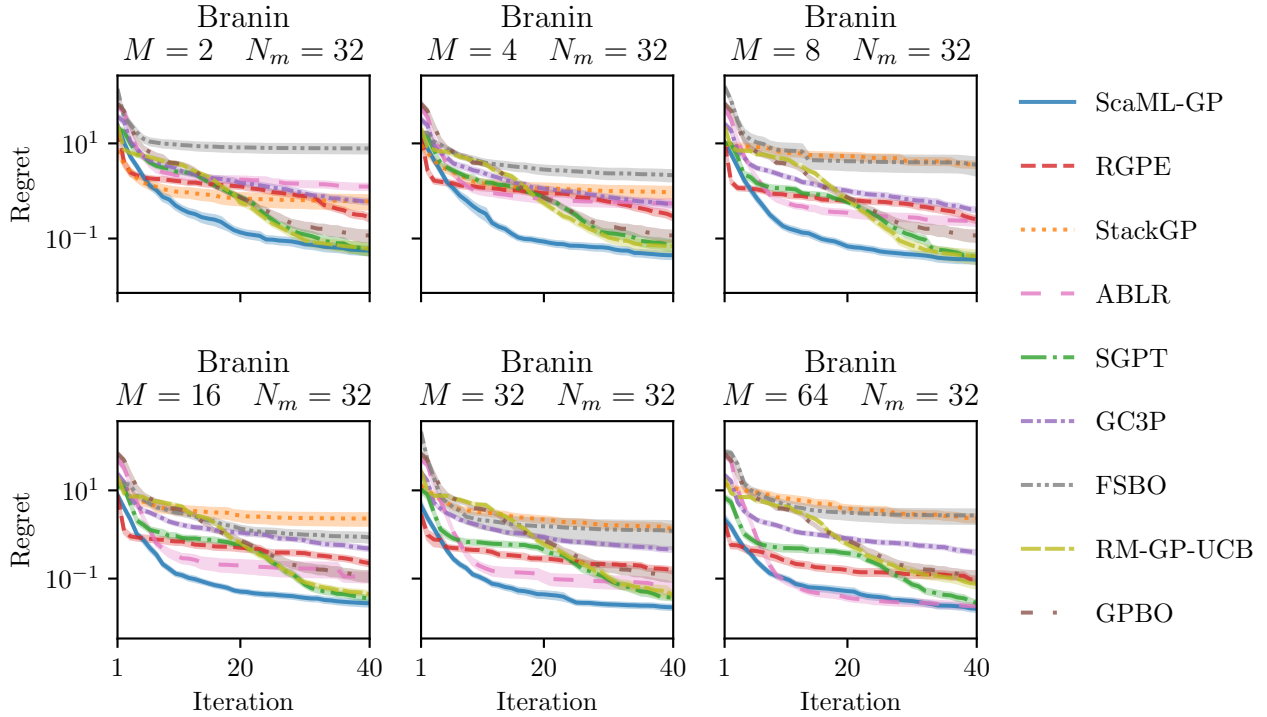 Branin
M = 2 N_m = 32
Branin
M = 4 N_m = 32
Branin
M = 8 N_m = 32
Regret
10^1
10^{-1}
ScaML-GP
RGPE
StackGP
ABLR
SGPT
GC3P
FSBO
RM-GP-UCB
GPBO
Branin
M = 16 N_m = 32
Branin
M = 32 N_m = 32
Branin
M = 64 N_m = 32
Regret
10^1
10^{-1}
1 20 40
1 20 40
1 20 40
Iteration
Iteration
Iteration